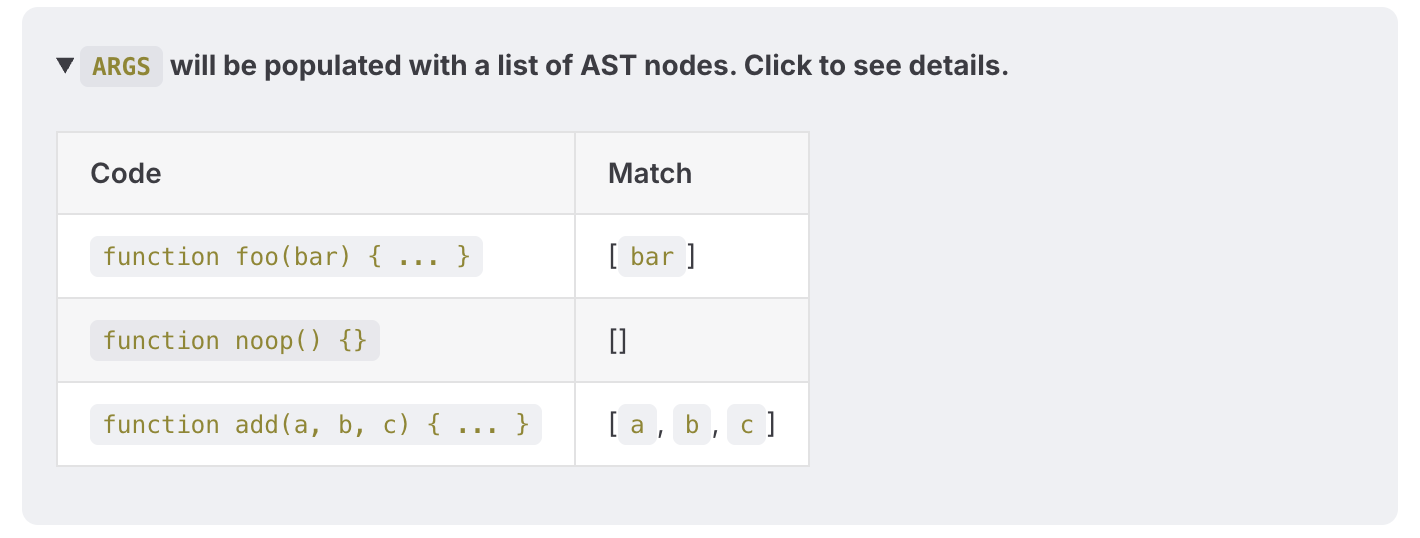 ▼ ARGS will be populated with a list of AST nodes. Click to see details.
Code Match
function foo(bar) { ... } [bar]
function noop() {} []
function add(a, b, c) { ... } [a, b, c]